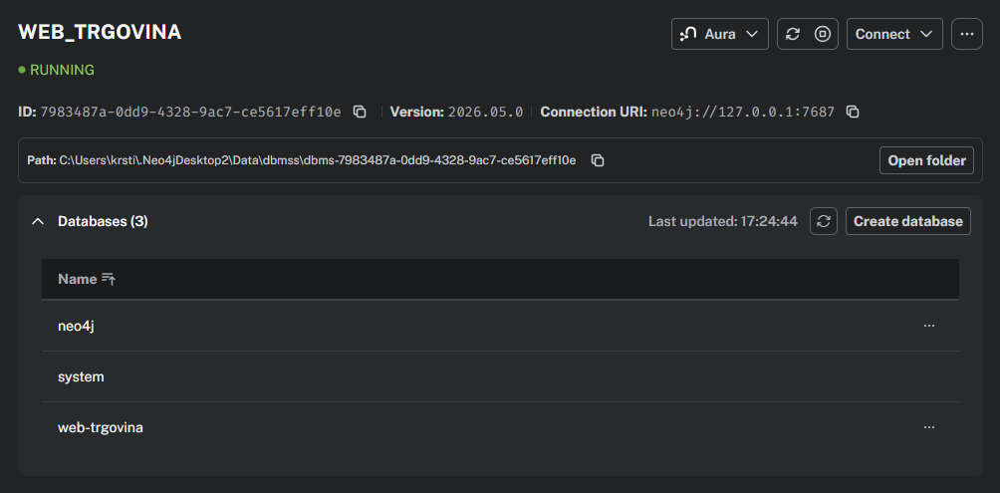 WEB_TRGOVINA
Aura
Connect
RUNNING
ID: 7983487a-0dd9-4328-9ac7-ce5617eff10e
Version: 2026.05.0
Connection URI: neo4j://127.0.0.1:7687
Path: C:\Users\krsti\.Neo4jDesktop2\Data\dbmss\dbms-7983487a-0dd9-4328-9ac7-ce5617eff10e
Open folder
Databases (3)
Last updated: 17:24:44
Create database
Name
neo4j
system
web-trgovina